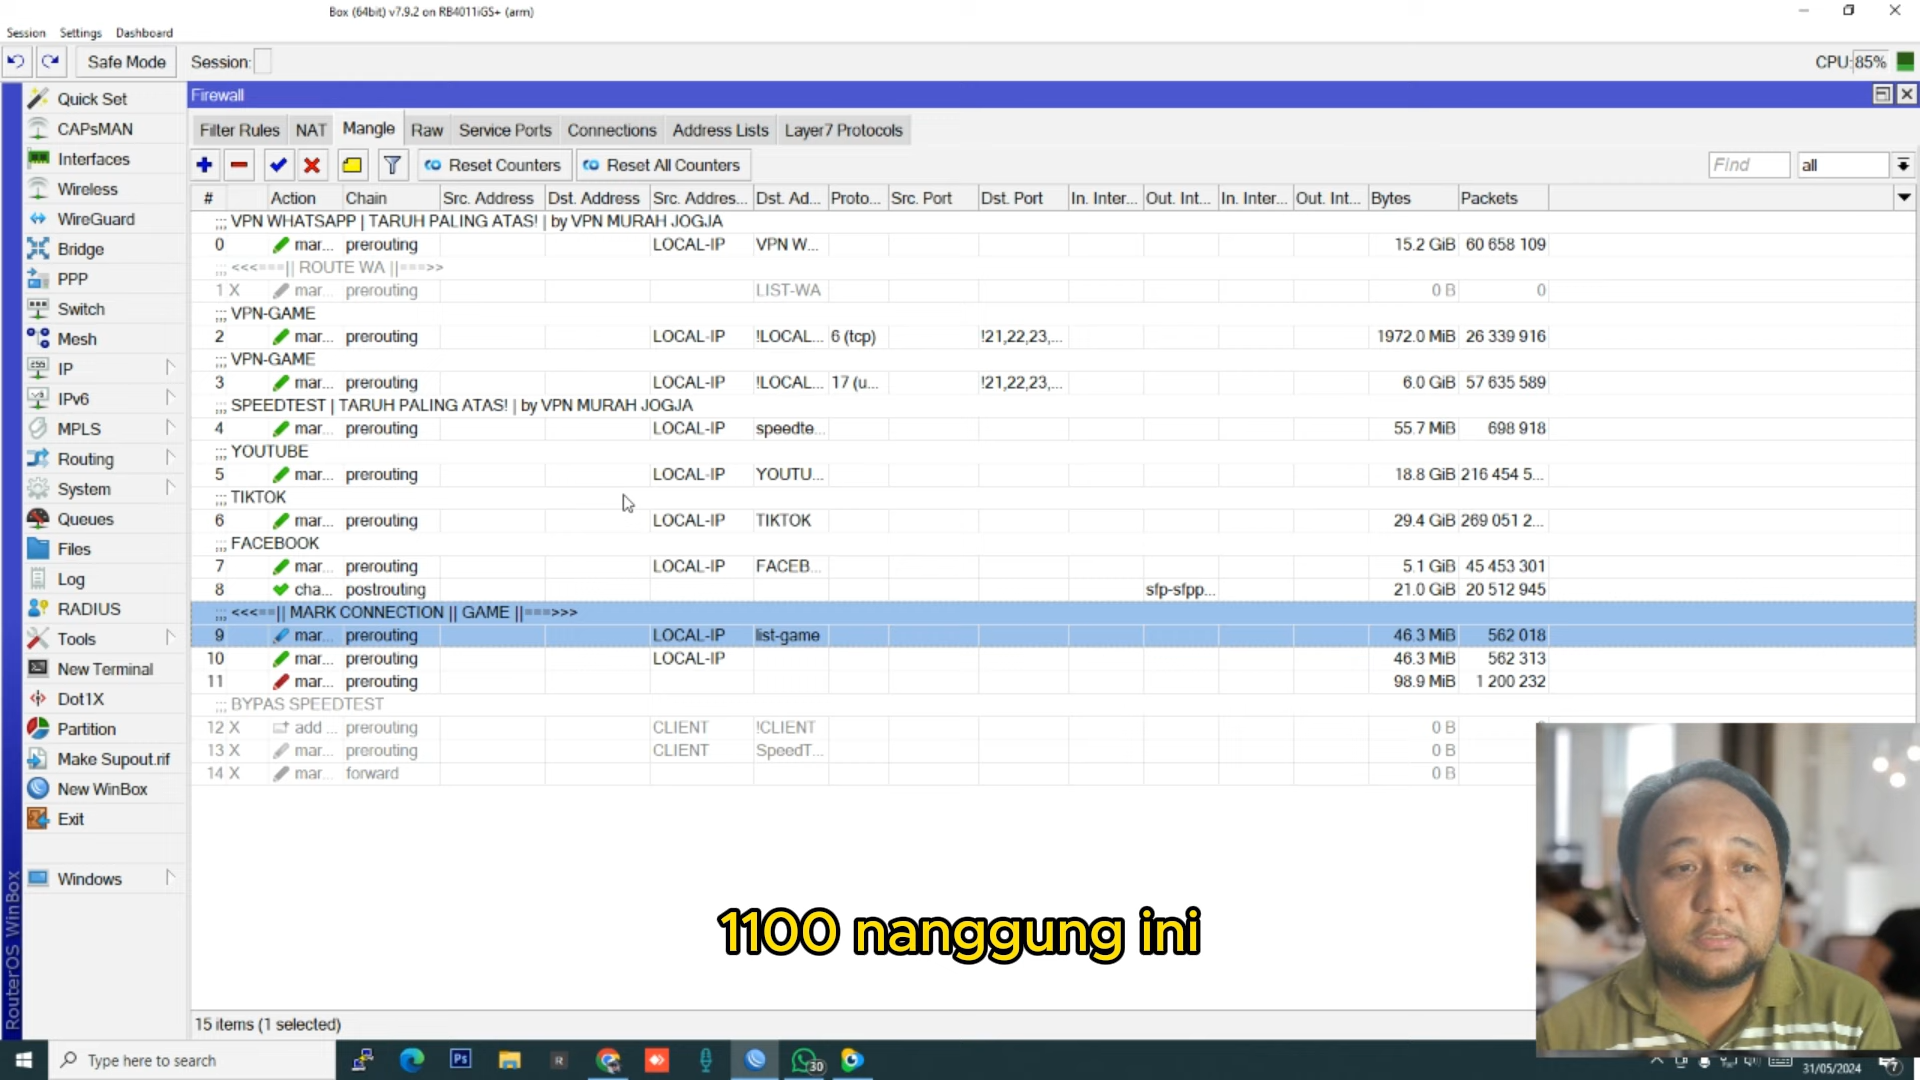 Box (64bit) v7.9.2 on RB4011iGS+ (arm)
Session Settings Dashboard
Safe Mode Session: CPU: 85%
Firewall
Filter Rules NAT Mangle Raw Service Ports Connections Address Lists Layer7 Protocols
Reset Counters Reset All Counters Find all
# Action Chain Src. Address Dst. Address Src. Addres... Dst. Ad... Proto... Src. Port Dst. Port In. Inter... Out. Int... In. Inter... Out. Int... Bytes Packets
;;; VPN WHATSAPP | TARUH PALING ATAS! | by VPN MURAH JOGJA
0 mar... prerouting LOCAL-IP VPN W... 15.2 GiB 60 658 109
;;; <<<===|| ROUTE WA ||===>>
1 X mar... prerouting LIST-WA 0 B 0
;;; VPN-GAME
2 mar... prerouting LOCAL-IP !LOCAL... 6 (tcp) !21,22,23,... 1972.0 MiB 26 339 916
;;; VPN-GAME
3 mar... prerouting LOCAL-IP !LOCAL... 17 (u... !21,22,23,... 6.0 GiB 57 635 589
;;; SPEEDTEST | TARUH PALING ATAS! | by VPN MURAH JOGJA
4 mar... prerouting LOCAL-IP speedte... 55.7 MiB 698 918
;;; YOUTUBE
5 mar... prerouting LOCAL-IP YOUTU... 18.8 GiB 216 454 5...
;;; TIKTOK
6 mar... prerouting LOCAL-IP TIKTOK 29.4 GiB 269 051 2...
;;; FACEBOOK
7 mar... prerouting LOCAL-IP FACEB... 5.1 GiB 45 453 301
8 cha... postrouting sfp-sfpp... 21.0 GiB 20 512 945
;;; <<<==|| MARK CONNECTION || GAME ||===>>>
9 mar... prerouting LOCAL-IP list-game 46.3 MiB 562 018
10 mar... prerouting LOCAL-IP 46.3 MiB 562 313
11 mar... prerouting 98.9 MiB 1 200 232
;;; BYPAS SPEEDTEST
12 X add ... prerouting CLIENT !CLIENT 0 B
13 X mar... prerouting CLIENT SpeedT... 0 B
14 X mar... forward 0 B
15 items (1 selected)
Quick Set
CAPsMAN
Interfaces
Wireless
WireGuard
Bridge
PPP
Switch
Mesh
IP
IPv6
MPLS
Routing
System
Queues
Files
Log
RADIUS
Tools
New Terminal
Dot1X
Partition
Make Supout.rif
New WinBox
Exit
Windows
RouterOS WinBox
1100 nanggung ini
Type here to search
Ps
R
30
31/05/2024
7